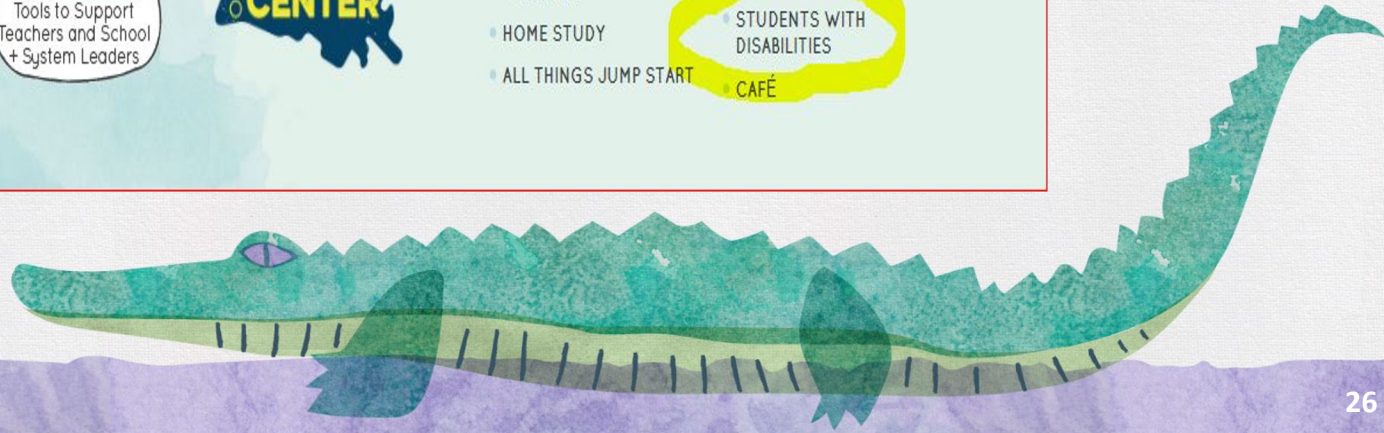 Tools to Support
Teachers and School
+ System Leaders
CENTER
HOME STUDY
ALL THINGS JUMP START
STUDENTS WITH
DISABILITIES
CAFÉ
26